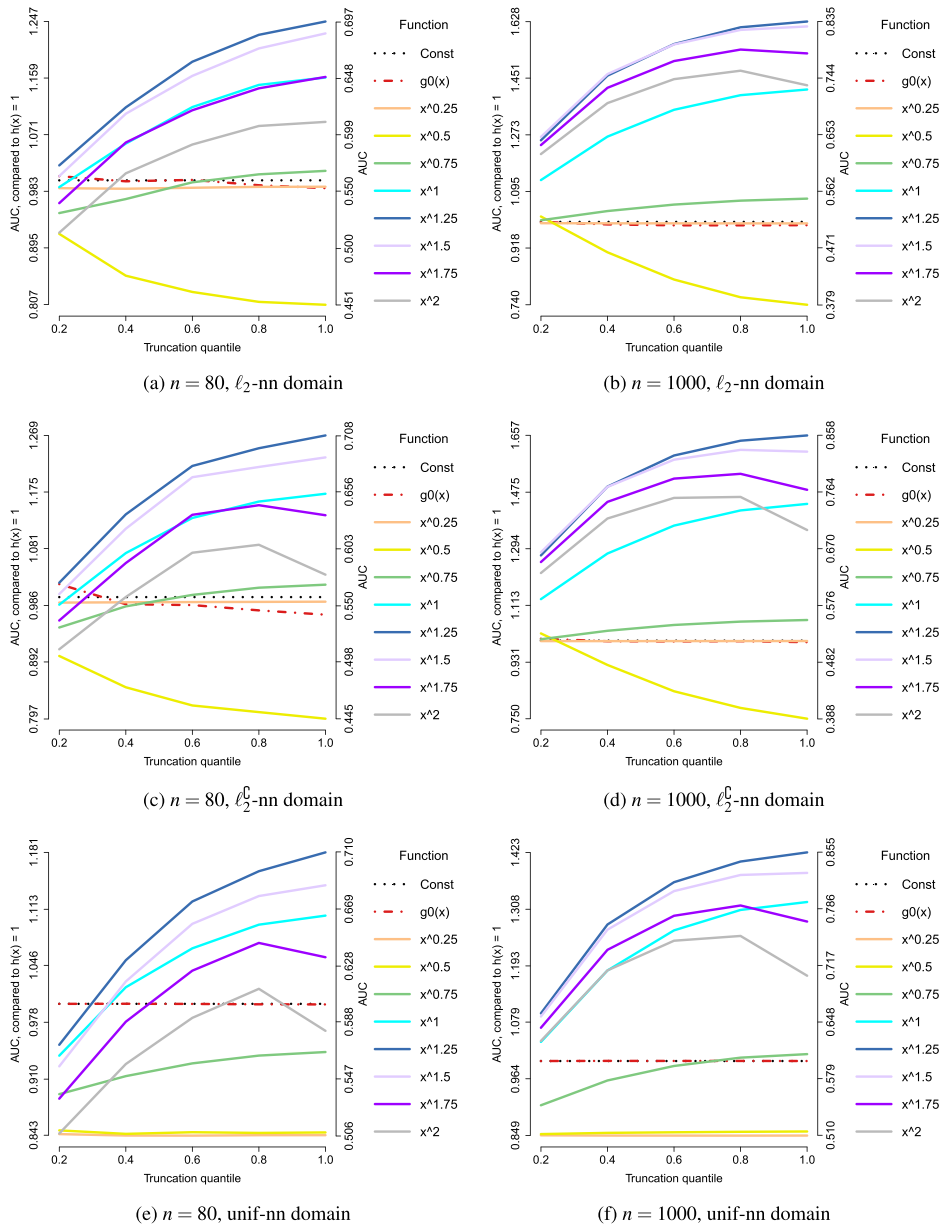 AUC, compared to h(x) = 1
1.247
1.159
1.071
0.983
0.895
0.807
0.697
0.648
0.599
0.550
0.500
0.451
AUC
0.2 0.4 0.6 0.8 1.0
Truncation quantile
Function
Const
g0(x)
x^0.25
x^0.5
x^0.75
x^1
x^1.25
x^1.5
x^1.75
x^2
(a) n = 80, ℓ2-nn domain
AUC, compared to h(x) = 1
1.628
1.451
1.273
1.095
0.918
0.740
0.835
0.744
0.653
0.562
0.471
0.379
AUC
0.2 0.4 0.6 0.8 1.0
Truncation quantile
Function
Const
g0(x)
x^0.25
x^0.5
x^0.75
x^1
x^1.25
x^1.5
x^1.75
x^2
(b) n = 1000, ℓ2-nn domain
AUC, compared to h(x) = 1
1.269
1.175
1.081
0.986
0.892
0.797
0.708
0.656
0.603
0.550
0.498
0.445
AUC
0.2 0.4 0.6 0.8 1.0
Truncation quantile
Function
Const
g0(x)
x^0.25
x^0.5
x^0.75
x^1
x^1.25
x^1.5
x^1.75
x^2
(c) n = 80, ℓ2∁-nn domain
AUC, compared to h(x) = 1
1.657
1.475
1.294
1.113
0.931
0.750
0.858
0.764
0.670
0.576
0.482
0.388
AUC
0.2 0.4 0.6 0.8 1.0
Truncation quantile
Function
Const
g0(x)
x^0.25
x^0.5
x^0.75
x^1
x^1.25
x^1.5
x^1.75
x^2
(d) n = 1000, ℓ2∁-nn domain
AUC, compared to h(x) = 1
1.181
1.113
1.046
0.978
0.910
0.843
0.710
0.669
0.628
0.588
0.547
0.506
AUC
0.2 0.4 0.6 0.8 1.0
Truncation quantile
Function
Const
g0(x)
x^0.25
x^0.5
x^0.75
x^1
x^1.25
x^1.5
x^1.75
x^2
(e) n = 80, unif-nn domain
AUC, compared to h(x) = 1
1.423
1.308
1.193
1.079
0.964
0.849
0.855
0.786
0.717
0.648
0.579
0.510
AUC
0.2 0.4 0.6 0.8 1.0
Truncation quantile
Function
Const
g0(x)
x^0.25
x^0.5
x^0.75
x^1
x^1.25
x^1.5
x^1.75
x^2
(f) n = 1000, unif-nn domain